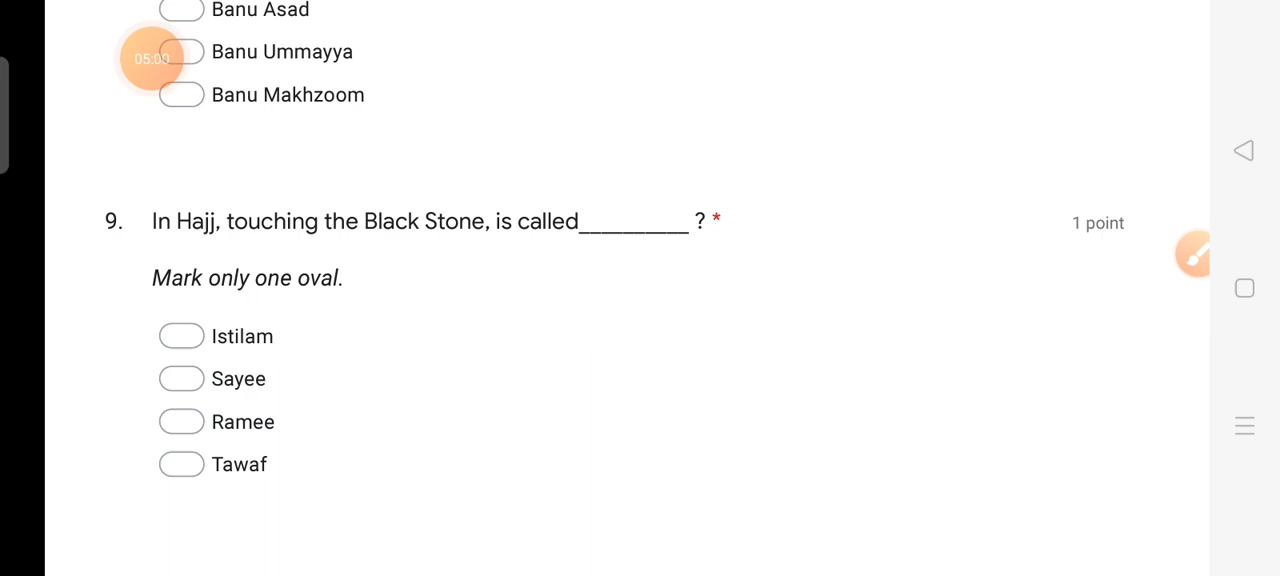 Banu Asad
05:00
Banu Ummayya
Banu Makhzoom
9. In Hajj, touching the Black Stone, is called__________ ? *
1 point
Mark only one oval.
Istilam
Sayee
Ramee
Tawaf